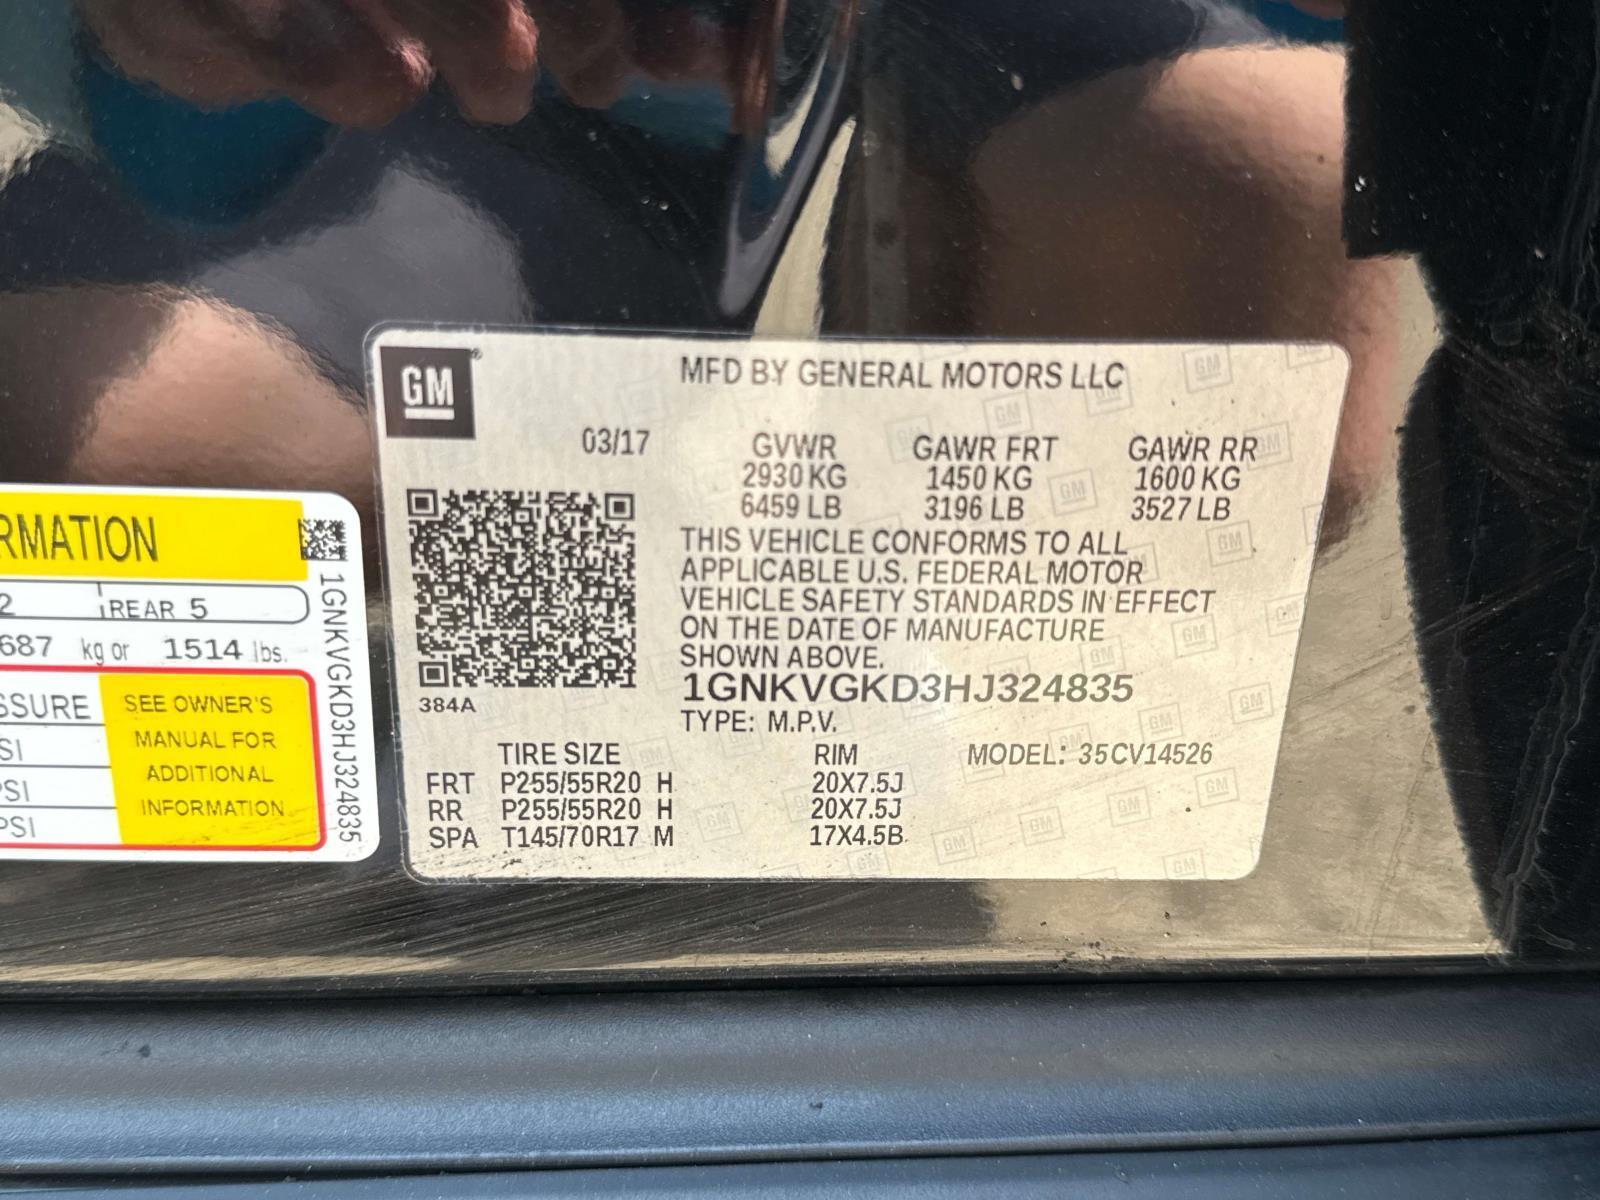 RMATION
2 REAR 5
687 kg or 1514 lbs.
SSURE
SI
PSI
PSI
SEE OWNER'S
MANUAL FOR
ADDITIONAL
INFORMATION
1GNKVGKD3HJ324835
GM
MFD BY GENERAL MOTORS LLC
03/17 GVWR GAWR FRT GAWR RR
2930 KG 1450 KG 1600 KG
6459 LB 3196 LB 3527 LB
THIS VEHICLE CONFORMS TO ALL
APPLICABLE U.S. FEDERAL MOTOR
VEHICLE SAFETY STANDARDS IN EFFECT
ON THE DATE OF MANUFACTURE
SHOWN ABOVE.
1GNKVGKD3HJ324835
384A
TYPE: M.P.V.
TIRE SIZE RIM MODEL: 35CV14526
FRT P255/55R20 H 20X7.5J
RR P255/55R20 H 20X7.5J
SPA T145/70R17 M 17X4.5B